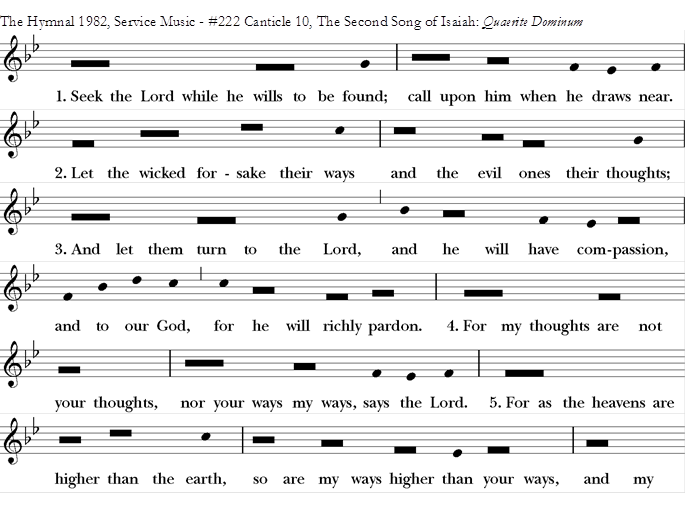 The Hymnal 1982, Service Music - #222 Canticle 10, The Second Song of Isaiah: Quaerite Dominum
1. Seek the Lord while he wills to be found; call upon him when he draws near.
2. Let the wicked for - sake their ways and the evil ones their thoughts;
3. And let them turn to the Lord, and he will have com-passion,
and to our God, for he will richly pardon. 4. For my thoughts are not
your thoughts, nor your ways my ways, says the Lord. 5. For as the heavens are
higher than the earth, so are my ways higher than your ways, and my